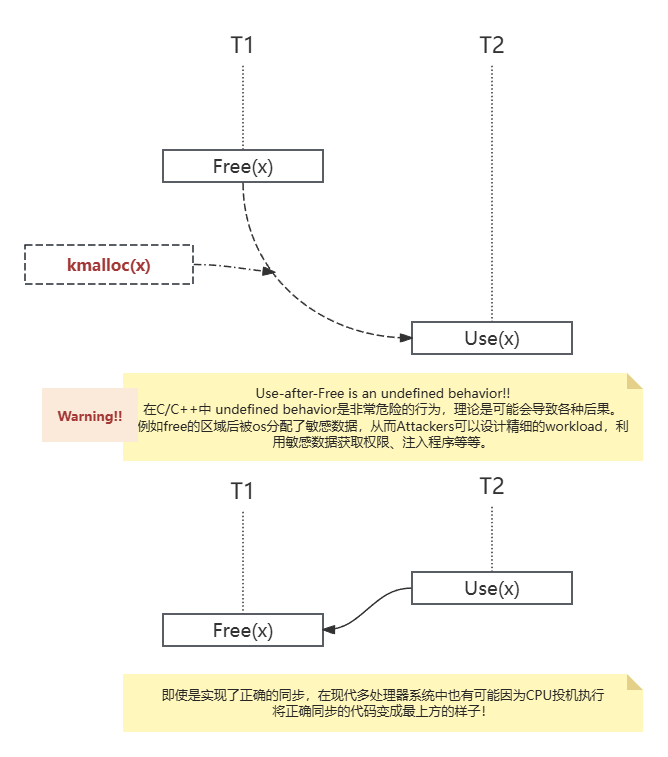 T1
T2
Free(x)
kmalloc(x)
Use(x)
Warning!!
Use-after-Free is an undefined behavior!!
在C/C++中 undefined behavior是非常危险的行为，理论是可能会导致各种后果。
例如free的区域后被os分配了敏感数据，从而Attackers可以设计精细的workload，利
用敏感数据获取权限、注入程序等等。
T1
T2
Use(x)
Free(x)
即使是实现了正确的同步，在现代多处理器系统中也有可能因为CPU投机执行
将正确同步的代码变成最上方的样子！